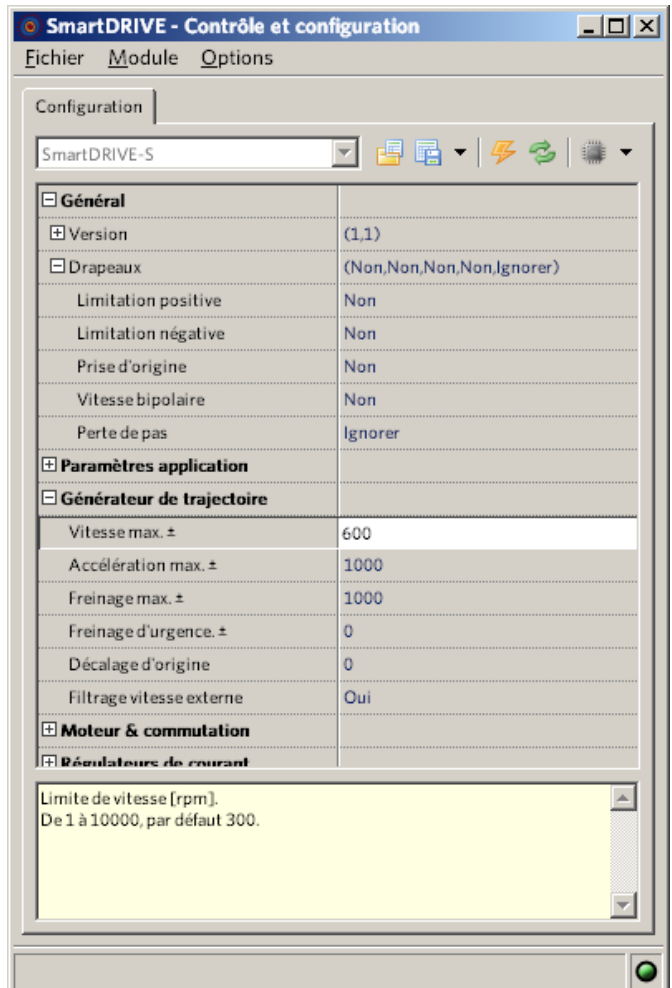 SmartDRIVE - Contrôle et configuration
Fichier Module Options
Configuration
SmartDRIVE-S
Général
Version (1,1)
Drapeaux (Non,Non,Non,Non,Ignorer)
Limitation positive Non
Limitation négative Non
Prise d'origine Non
Vitesse bipolaire Non
Perte de pas Ignorer
Paramètres application
Générateur de trajectoire
Vitesse max. ± 600
Accélération max. ± 1000
Freinage max. ± 1000
Freinage d'urgence. ± 0
Décalage d'origine 0
Filtrage vitesse externe Oui
Moteur & commutation
Régulateurs de courant
Limite de vitesse [rpm].
De 1 à 10000, par défaut 300.